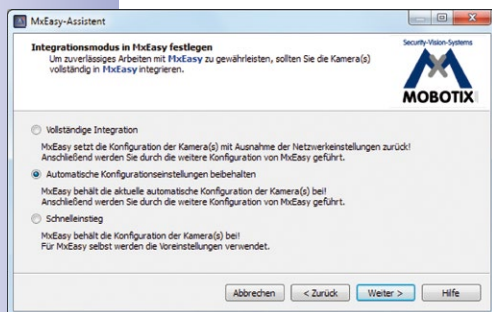 MxEasy-Assistent
Integrationsmodus in MxEasy festlegen
Um zuverlässiges Arbeiten mit MxEasy zu gewährleisten, sollten Sie die Kamera(s)
vollständig in MxEasy integrieren.
Security-Vision-Systems
MOBOTIX
Vollständige Integration
MxEasy setzt die Konfiguration der Kamera(s) mit Ausnahme der Netzwerkeinstellungen zurück!
Anschließend werden Sie durch die weitere Konfiguration von MxEasy geführt.
Automatische Konfigurationseinstellungen beibehalten
MxEasy behält die aktuelle automatische Konfiguration der Kamera(s) bei!
Anschließend werden Sie durch die weitere Konfiguration von MxEasy geführt.
Schnelleinstieg
MxEasy behält die Konfiguration der Kamera(s) bei!
Für MxEasy selbst werden die Voreinstellungen verwendet.
Abbrechen
< Zurück
Weiter >
Hilfe